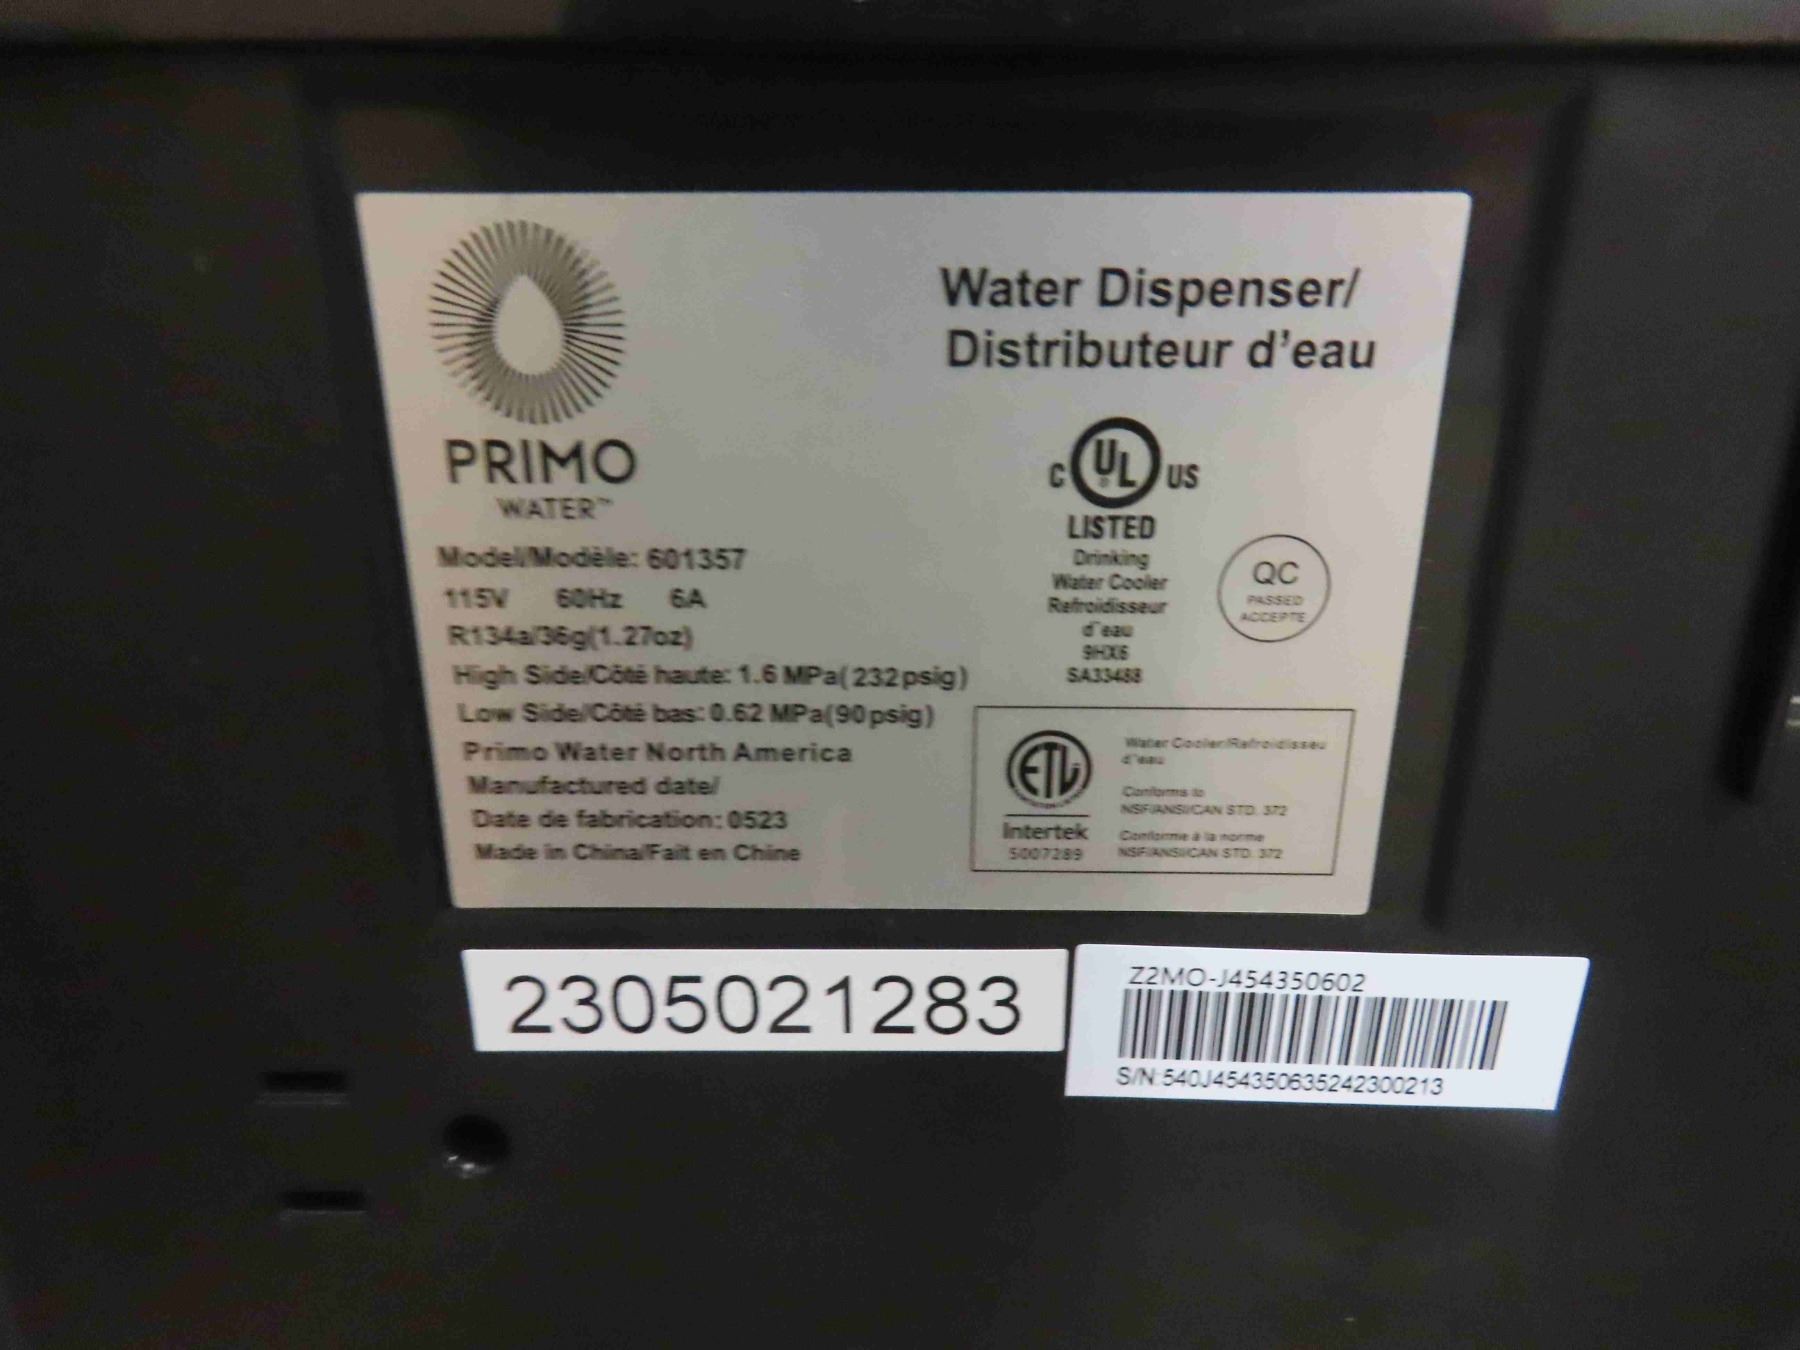 PRIMO
WATER™
Water Dispenser/
Distributeur d'eau
Model/Modèle: 601357
115V 60Hz 6A
R134a/36g(1.27oz)
High Side/Côté haute: 1.6 MPa(232psig)
Low Side/Côté bas: 0.62 MPa(90psig)
Primo Water North America
Manufactured date/
Date de fabrication: 0523
Made in China/Fait en Chine
C UL US
LISTED
Drinking
Water Cooler
Refroidisseur
d'eau
9HX6
SA33488
QC
PASSED
ACCEPTE
ETL
Intertek
5007289
Water Cooler/Refroidisseu
d'eau
Conforms to
NSF/ANSI/CAN STD. 372
Conforme à la norme
NSF/ANSI/CAN STD. 372
2305021283
Z2MO-J454350602
S/N:540J454350635242300213